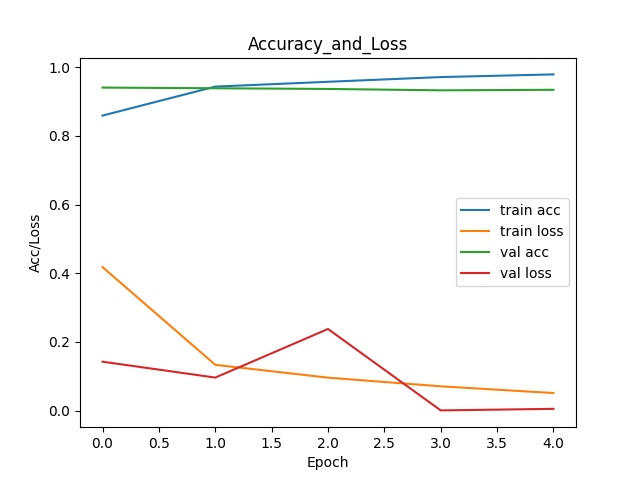 Accuracy_and_Loss
1.0
0.8
0.6
0.4
0.2
0.0
Acc/Loss
train acc
train loss
val acc
val loss
0.0 0.5 1.0 1.5 2.0 2.5 3.0 3.5 4.0
Epoch